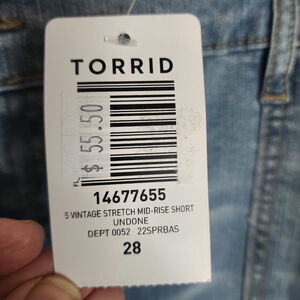 TORRID
$ 55.50
14677655
5 VINTAGE STRETCH MID-RISE SHORT
UNDONE
DEPT 0052 22SPRBAS
28